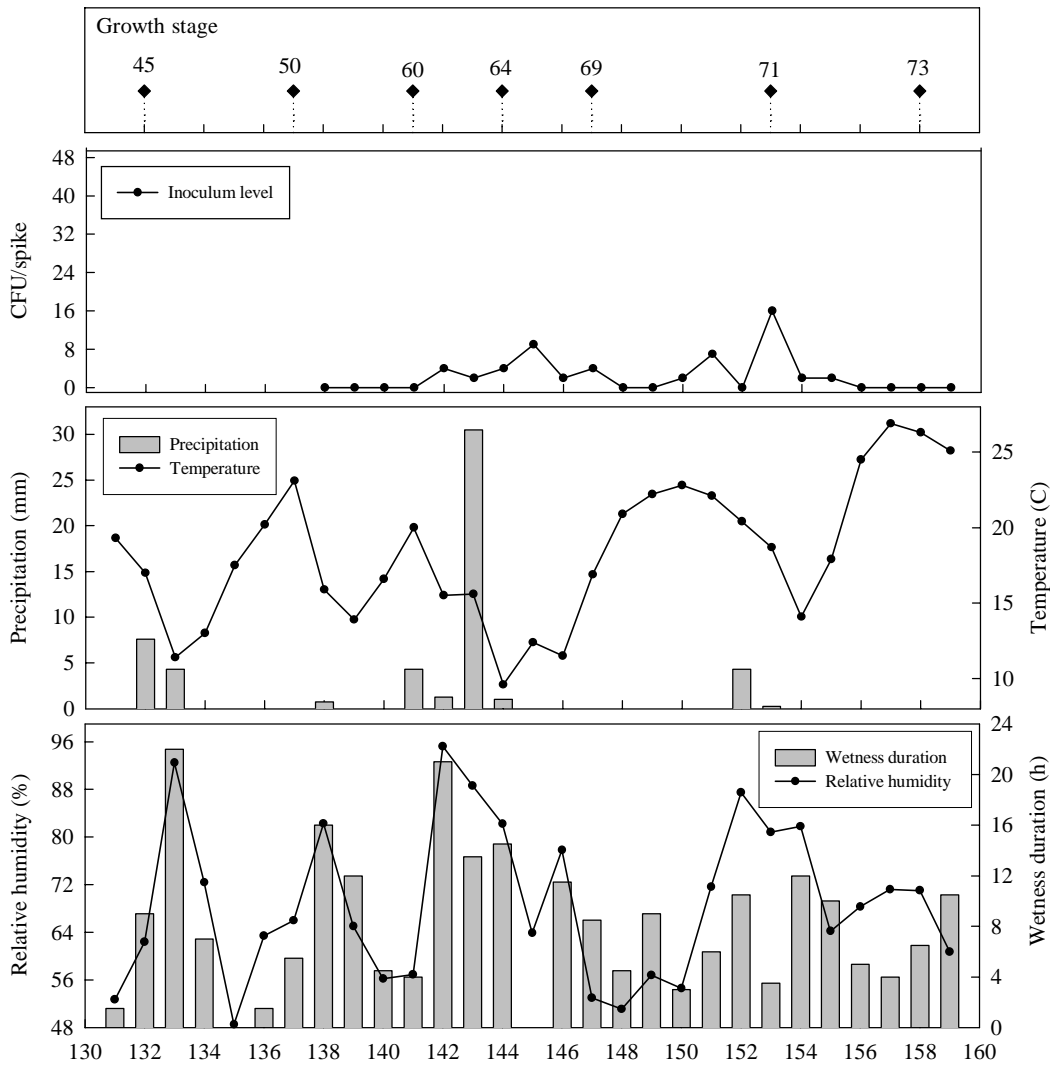 Growth stage
45 50 60 64 69 71 73
48
40
32
24
16
8
0
CFU/spike
Inoculum level
30
25
20
15
10
5
0
Precipitation (mm)
Precipitation
Temperature
25
20
15
10
Temperature (C)
96
88
80
72
64
56
48
Relative humidity (%)
Wetness duration
Relative humidity
24
20
16
12
8
4
0
Wetness duration (h)
130 132 134 136 138 140 142 144 146 148 150 152 154 156 158 160